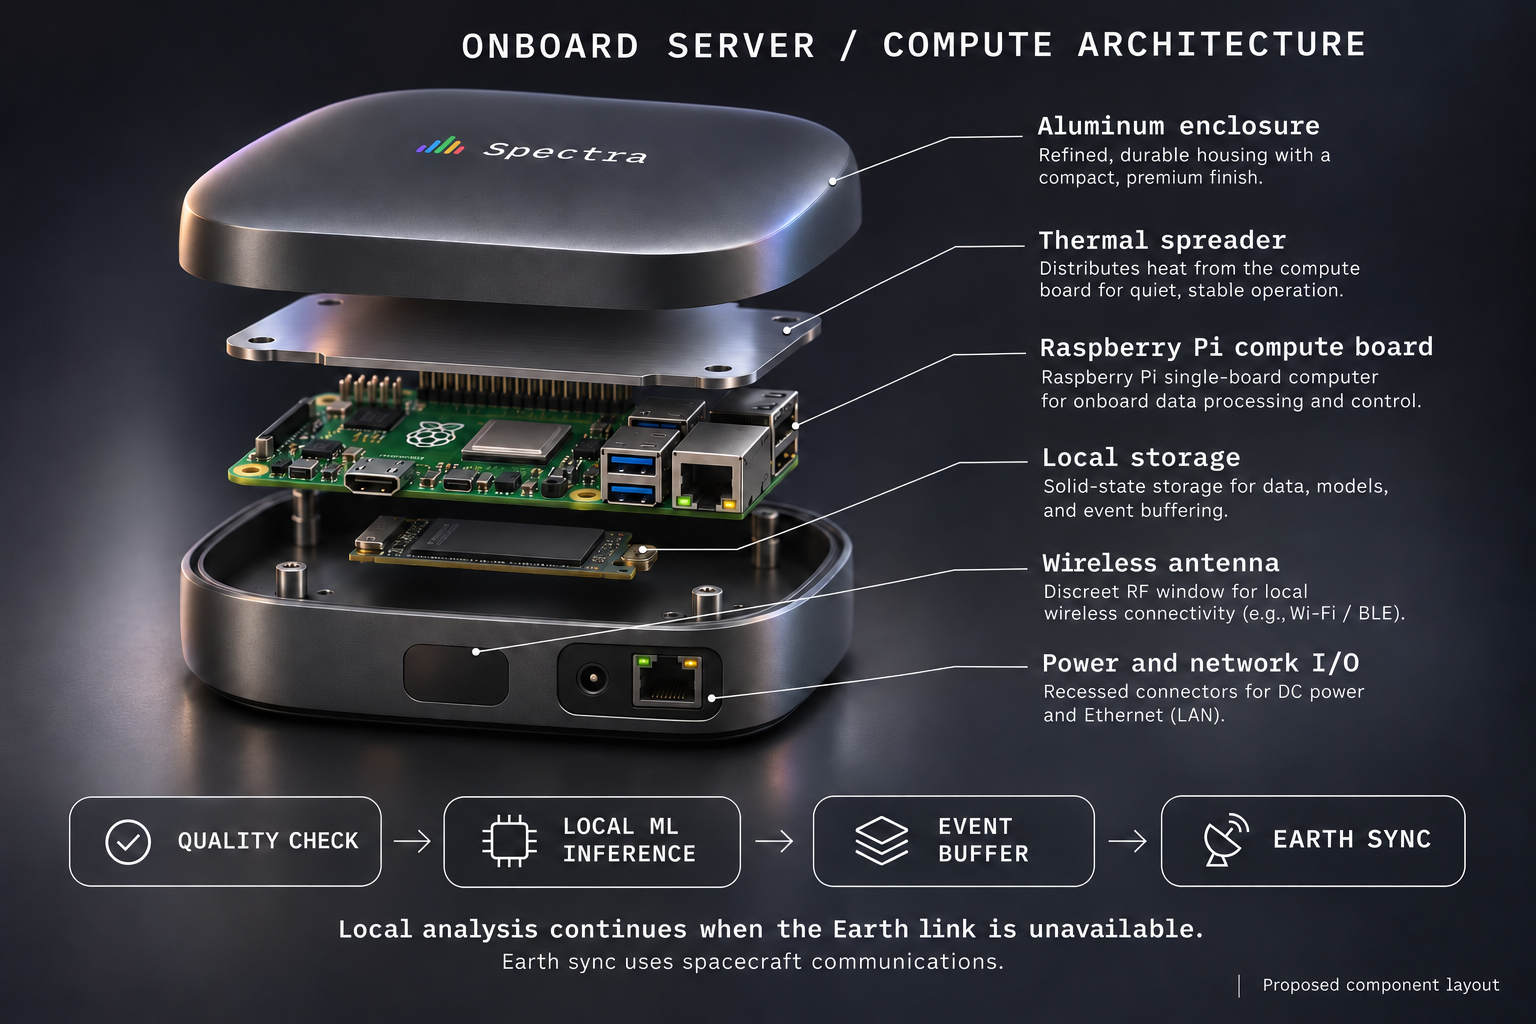 ONBOARD SERVER / COMPUTE ARCHITECTURE
Spectra
Aluminum enclosure
Refined, durable housing with a
compact, premium finish.
Thermal spreader
Distributes heat from the compute
board for quiet, stable operation.
Raspberry Pi compute board
Raspberry Pi single-board computer
for onboard data processing and control.
Local storage
Solid-state storage for data, models,
and event buffering.
Wireless antenna
Discreet RF window for local
wireless connectivity (e.g., Wi-Fi / BLE).
Power and network I/O
Recessed connectors for DC power
and Ethernet (LAN).
QUALITY CHECK
LOCAL ML
INFERENCE
EVENT
BUFFER
EARTH SYNC
Local analysis continues when the Earth link is unavailable.
Earth sync uses spacecraft communications.
Proposed component layout